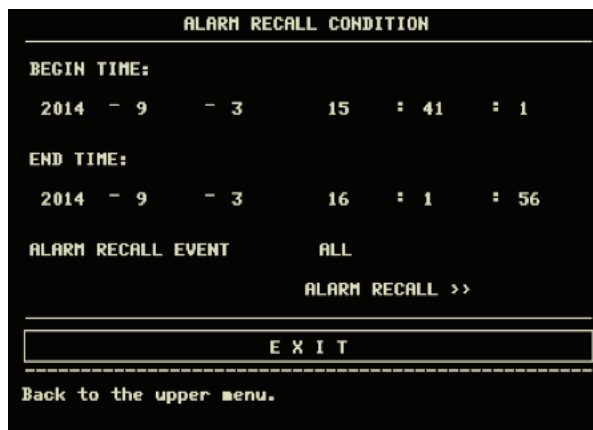 ALARM RECALL CONDITION
BEGIN TIME:
2014 - 9 - 3 15 : 41 : 1
END TIME:
2014 - 9 - 3 16 : 1 : 56
ALARM RECALL EVENT ALL
ALARM RECALL >>
E X I T
Back to the upper menu.